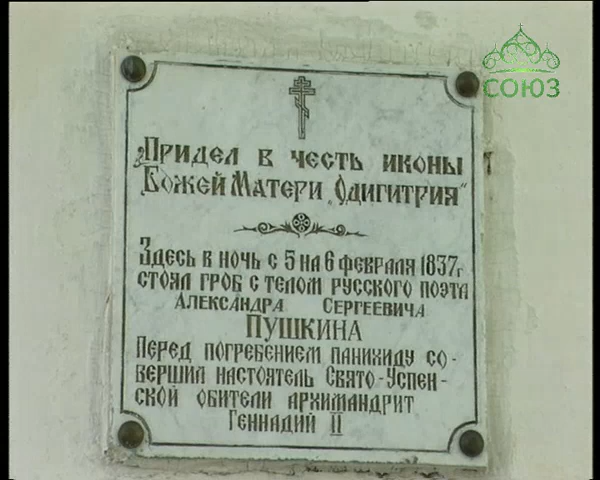 СОЮЗ
„Придел в честь иконы
Божей Матери „Одигитрия“
Здесь в ночь с 5 на 6 февраля 1837г
стоял гроб с телом русского поэта
Александра Сергеевича
ПУШКИНА
Перед погребением панихиду со-
вершил настоятель Свято-Успен-
ской обители архимандрит
Геннадий II